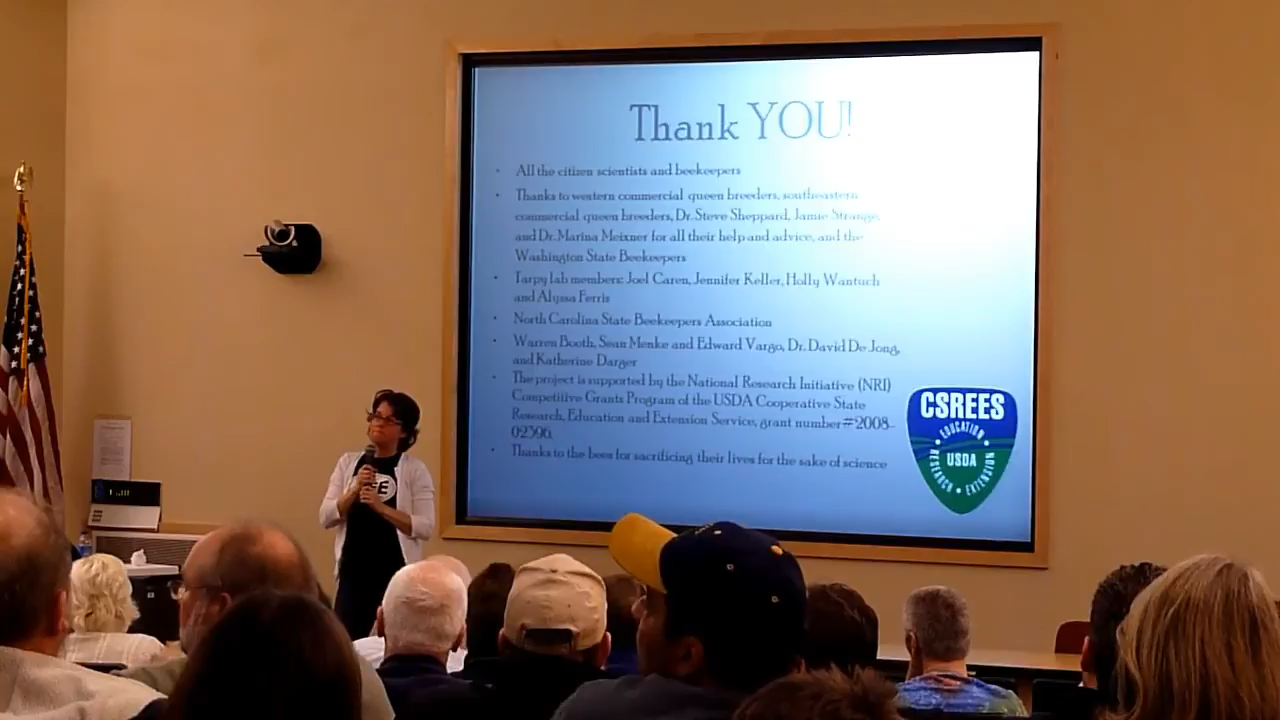 Thank YOU!
• All the citizen scientists and beekeepers
• Thanks to western commercial queen breeders, southeastern
commercial queen breeders, Dr. Steve Sheppard, Jamie Strange,
and Dr. Marina Meixner for all their help and advice, and the
Washington State Beekeepers
• Tarpy lab members: Joel Caren, Jennifer Keller, Holly Wantuch
and Alyssa Ferris
• North Carolina State Beekeepers Association
• Warren Booth, Sean Menke and Edward Vargo, Dr. David De Jong,
and Katherine Darger
• The project is supported by the National Research Initiative (NRI)
Competitive Grants Program of the USDA Cooperative State
Research, Education and Extension Service, grant number #2008-
02306.
• Thanks to the bees for sacrificing their lives for the sake of science
CSREES
EDUCATION
USDA
RESEARCH • EXTENSION